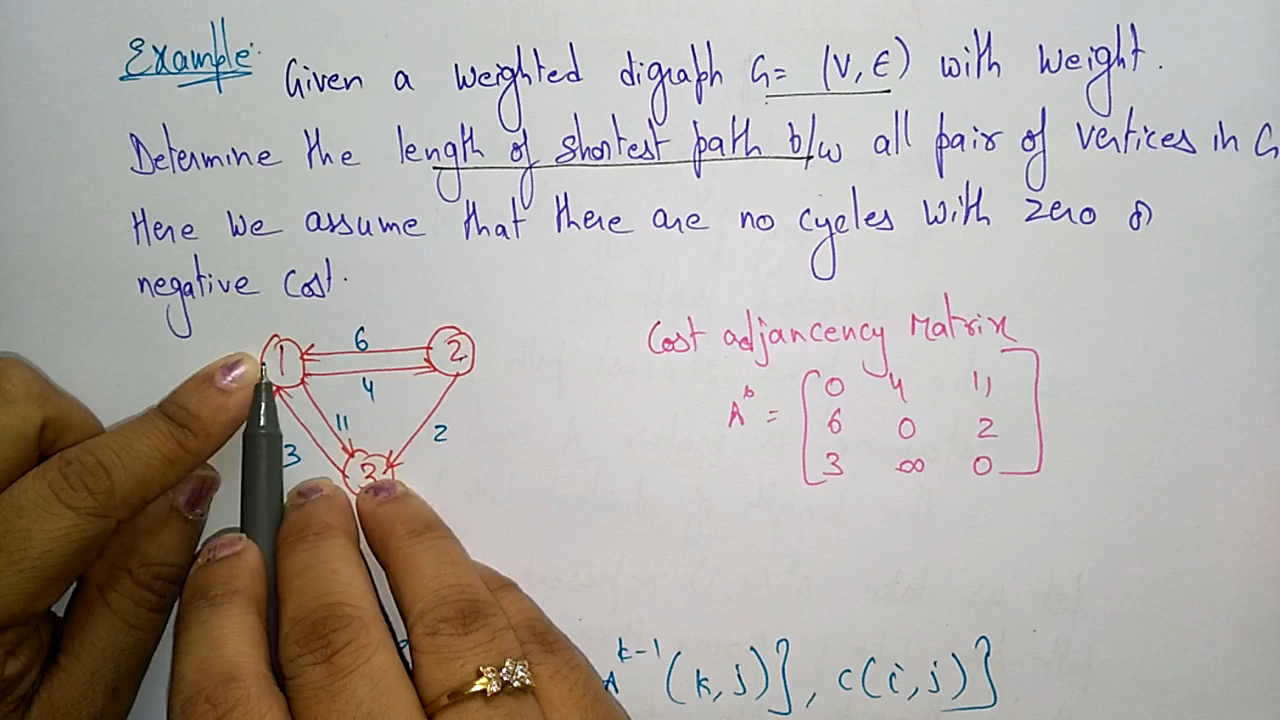 Example: Given a weighted digraph G = (V, E) with weight.
Determine the length of shortest path b/w all pair of vertices in G
Here we assume that there are no cycles with zero or
negative cost.
1 6 2
4
11 2
3 3
Cost adjancency Matrix
A⁰ = [0 4 11
6 0 2
3 ∞ 0]
A^{k-1} (k, j)}, c(i, j)}